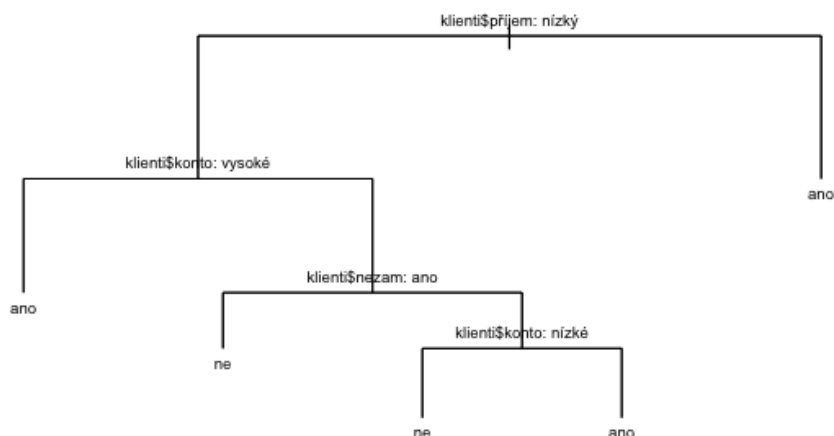 klienti$příjem: nízký
klienti$konto: vysoké
ano
klienti$nezam: ano
ano
klienti$konto: nízké
ne
ne
ano